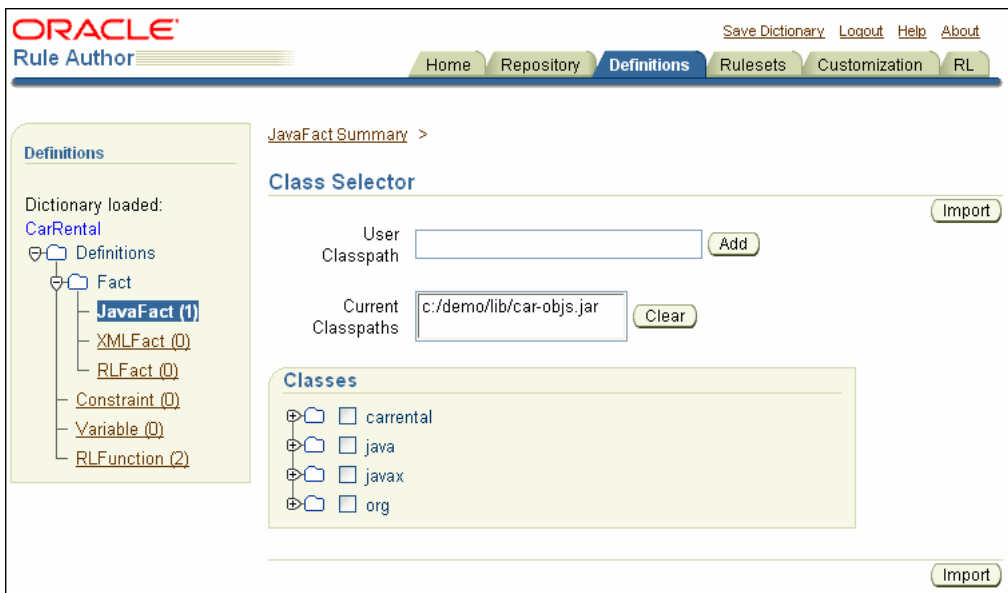 ORACLE
Rule Author
Save Dictionary Logout Help About
Home Repository Definitions Rulesets Customization RL
Definitions
Dictionary loaded:
CarRental
Definitions
Fact
JavaFact (1)
XMLFact (0)
RLFact (0)
Constraint (0)
Variable (0)
RLFunction (2)
JavaFact Summary >
Class Selector
Import
User
Classpath
Add
Current
Classpaths
c:/demo/lib/car-objs.jar
Clear
Classes
carrental
java
javax
org
Import